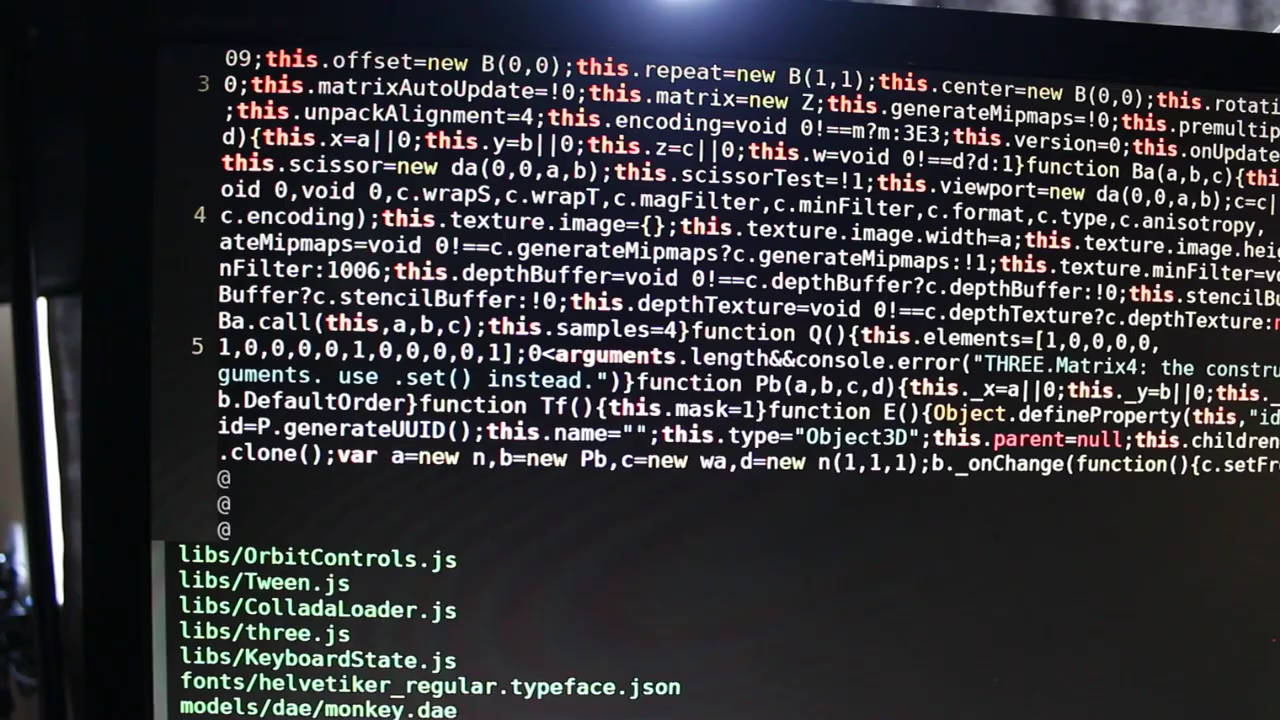 09;this.offset=new B(0,0);this.repeat=new B(1,1);this.center=new B(0,0);this.rotati
3 0;this.matrixAutoUpdate=!0;this.matrix=new Z;this.generateMipmaps=!0;this.premultip
;this.unpackAlignment=4;this.encoding=void 0!==m?m:3E3;this.version=0;this.onUpdate
d){this.x=a||0;this.y=b||0;this.z=c||0;this.w=void 0!==d?d:1}function Ba(a,b,c){thi
this.scissor=new da(0,0,a,b);this.scissorTest=!1;this.viewport=new da(0,0,a,b);c=c|
oid 0,void 0,c.wrapS,c.wrapT,c.magFilter,c.minFilter,c.format,c.type,c.anisotropy,
4 c.encoding);this.texture.image={};this.texture.image.width=a;this.texture.image.hei
ateMipmaps=void 0!==c.generateMipmaps?c.generateMipmaps:!1;this.texture.minFilter=vo
nFilter:1006;this.depthBuffer=void 0!==c.depthBuffer?c.depthBuffer:!0;this.stencilBu
Buffer?c.stencilBuffer:!0;this.depthTexture=void 0!==c.depthTexture?c.depthTexture:n
Ba.call(this,a,b,c);this.samples=4}function Q(){this.elements=[1,0,0,0,0,
5 1,0,0,0,0,1,0,0,0,0,1];0<arguments.length&&console.error("THREE.Matrix4: the constru
guments. use .set() instead.")}function Pb(a,b,c,d){this._x=a||0;this._y=b||0;this._
b.DefaultOrder}function Tf(){this.mask=1}function E(){Object.defineProperty(this,"id
id=P.generateUUID();this.name="";this.type="Object3D";this.parent=null;this.children
.clone();var a=new n,b=new Pb,c=new wa,d=new n(1,1,1);b._onChange(function(){c.setFr
@
@
@
libs/OrbitControls.js
libs/Tween.js
libs/ColladaLoader.js
libs/three.js
libs/KeyboardState.js
fonts/helvetiker_regular.typeface.json
models/dae/monkey.dae